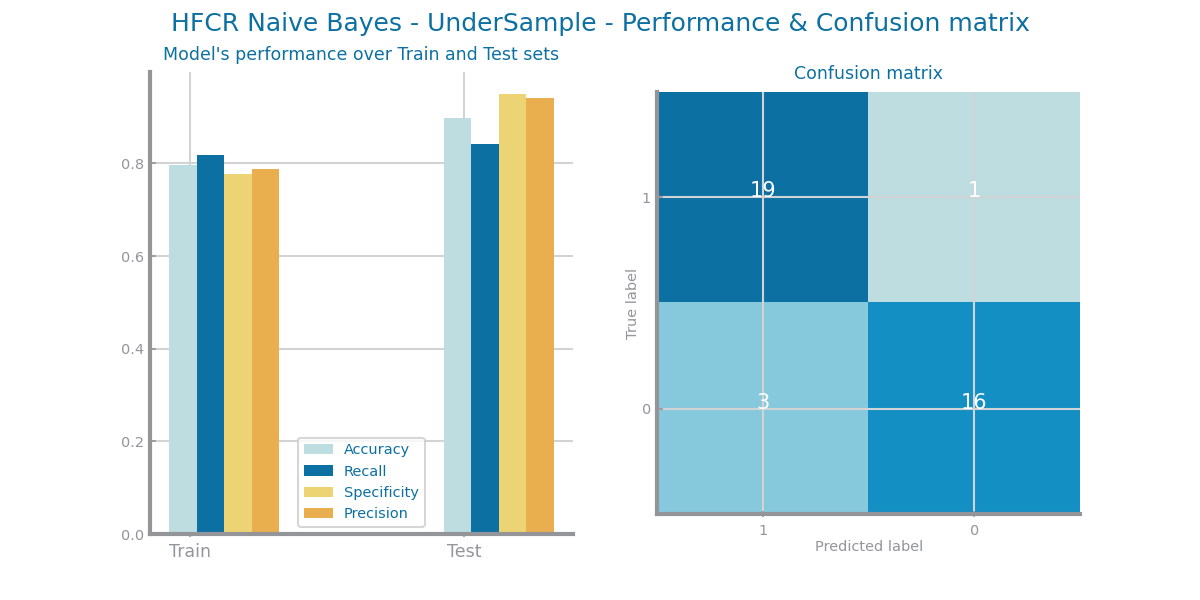 HFCR Naive Bayes - UnderSample - Performance & Confusion matrix
Model's performance over Train and Test sets
0.8
0.6
0.4
0.2
0.0
Train
Test
Accuracy
Recall
Specificity
Precision
Confusion matrix
True label
1
0
19
1
3
16
1
0
Predicted label